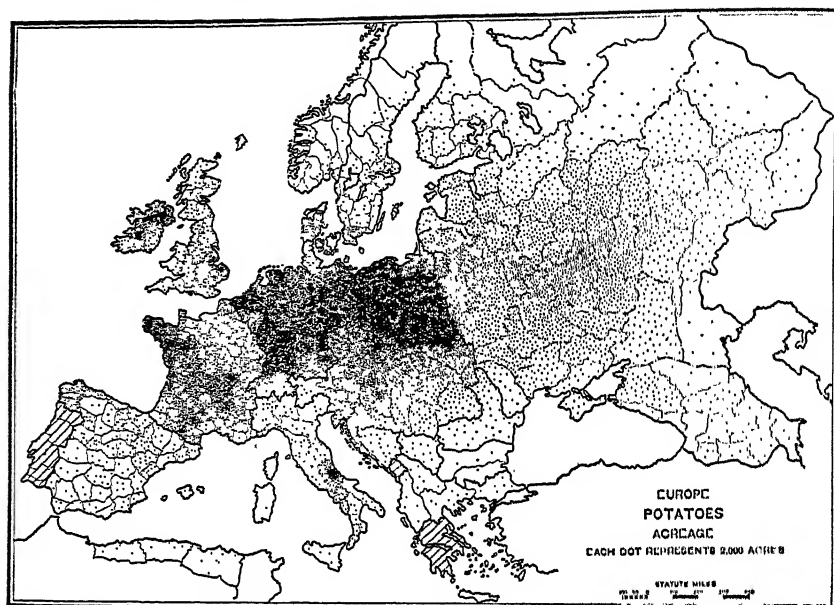 EUROPE
POTATOES
ACREAGE
EACH DOT REPRESENTS 2,000 ACRES
STATUTE MILES